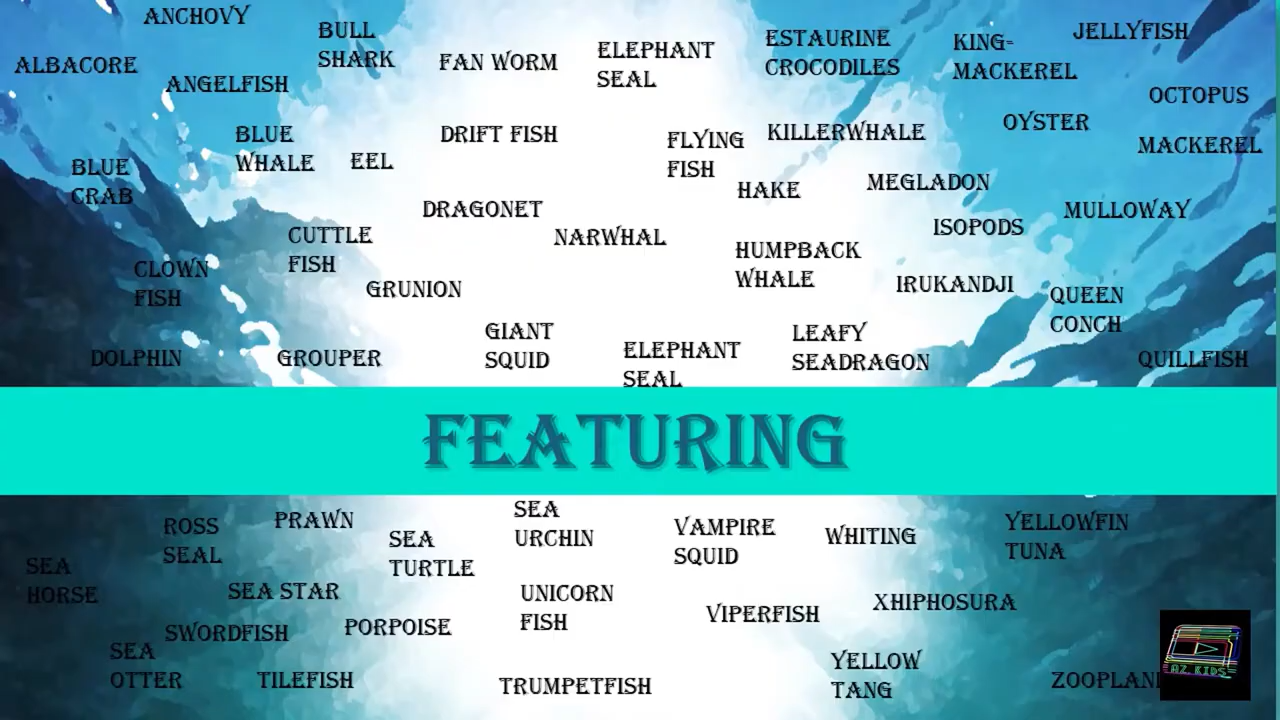 ANCHOVY
BULL
SHARK
ALBACORE
ANGELFISH
FAN WORM
ELEPHANT
SEAL
ESTAURINE
CROCODILES
KING-
MACKEREL
JELLYFISH
OCTOPUS
OYSTER
MACKEREL
BLUE
WHALE
EEL
DRIFT FISH
FLYING
FISH
KILLERWHALE
BLUE
CRAB
HAKE
MEGLADON
DRAGONET
MULLOWAY
ISOPODS
CUTTLE
FISH
NARWHAL
HUMPBACK
WHALE
CLOWN
FISH
GRUNION
IRUKANDJI
QUEEN
CONCH
DOLPHIN
GROUPER
GIANT
SQUID
ELEPHANT
SEAL
LEAFY
SEADRAGON
QUILLFISH
FEATURING
ROSS
SEAL
PRAWN
SEA
TURTLE
SEA
URCHIN
VAMPIRE
SQUID
WHITING
YELLOWFIN
TUNA
SEA
HORSE
SEA STAR
UNICORN
FISH
VIPERFISH
XHIPHOSURA
SWORDFISH
PORPOISE
SEA
OTTER
TILEFISH
TRUMPETFISH
YELLOW
TANG
ZOOPLAN
AZ KIDS